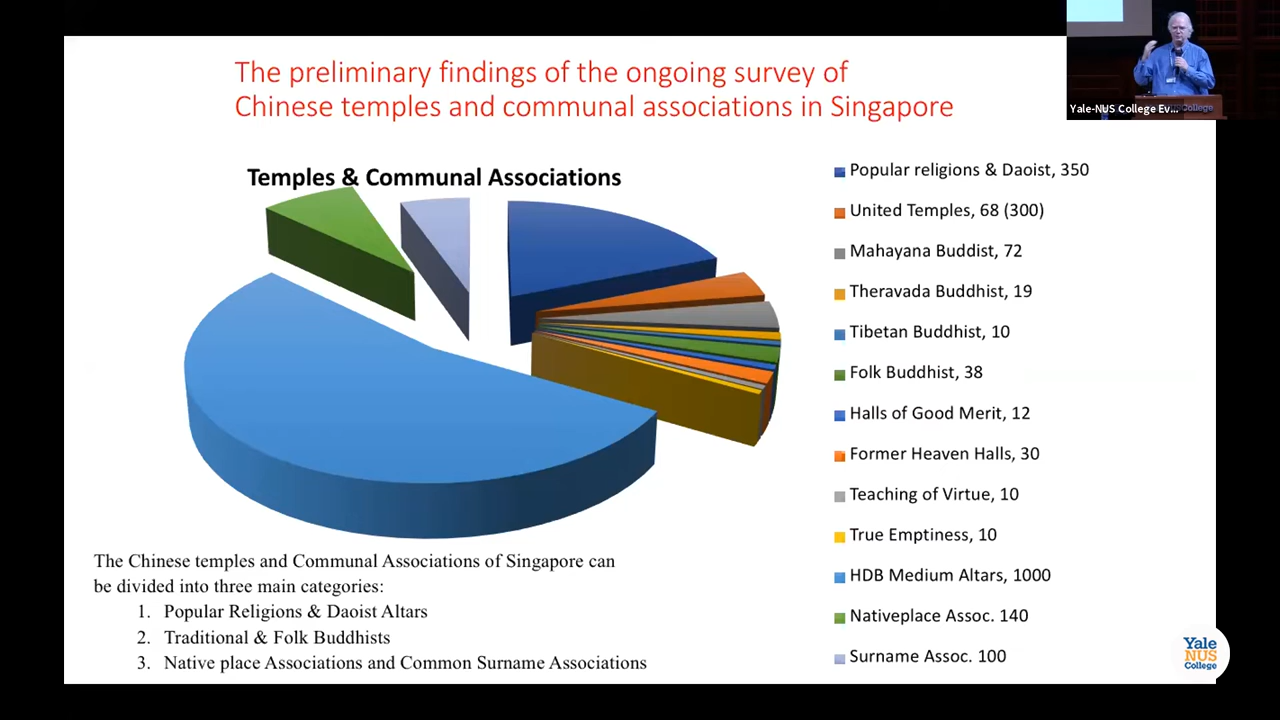 The preliminary findings of the ongoing survey of
Chinese temples and communal associations in Singapore
Yale-NUS College Ev...
College
Temples & Communal Associations
Popular religions & Daoist, 350
United Temples, 68 (300)
Mahayana Buddist, 72
Theravada Buddhist, 19
Tibetan Buddhist, 10
Folk Buddhist, 38
Halls of Good Merit, 12
Former Heaven Halls, 30
Teaching of Virtue, 10
True Emptiness, 10
HDB Medium Altars, 1000
Nativeplace Assoc. 140
Surname Assoc. 100
The Chinese temples and Communal Associations of Singapore can
be divided into three main categories:
1. Popular Religions & Daoist Altars
2. Traditional & Folk Buddhists
3. Native place Associations and Common Surname Associations
Yale
NUS
College